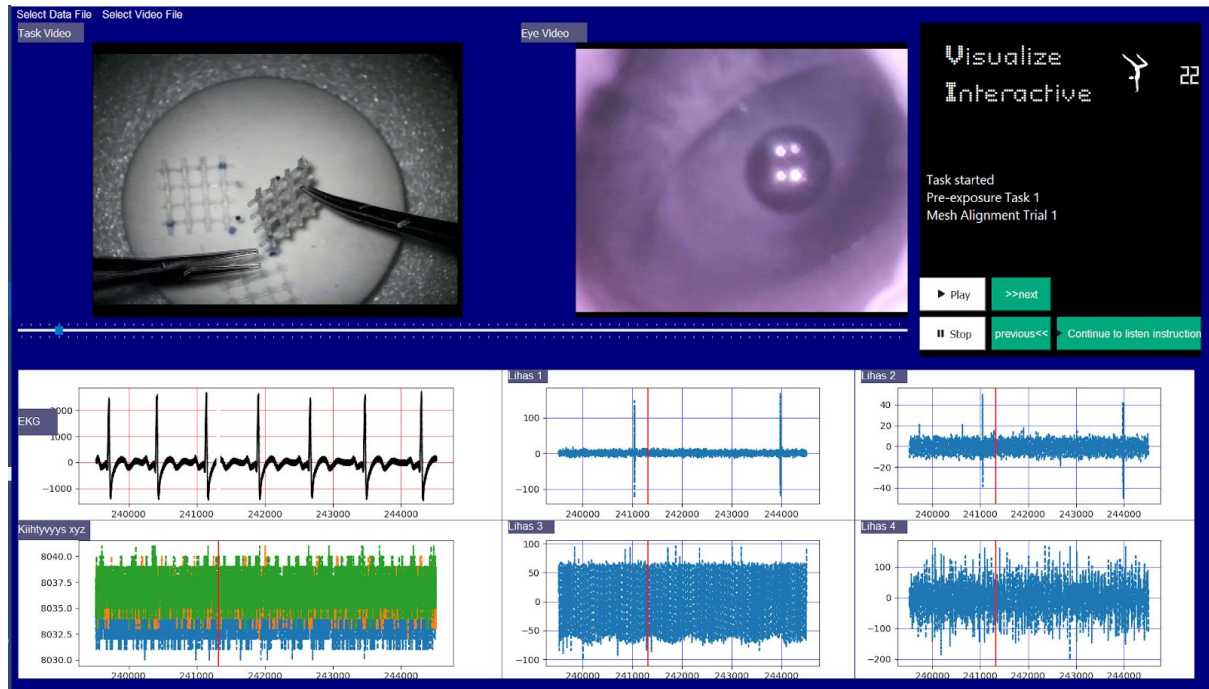 Select Data File Select Video File
Task Video
Eye Video
Visualize
Interactive
22
Task started
Pre-exposure Task 1
Mesh Alignment Trial 1
Play
>>next
Stop
previous<<
Continue to listen instruction
EKG
1000
0
−1000
240000 241000 242000 243000 244000
Lihas 1
100
0
−100
240000 241000 242000 243000 244000
Lihas 2
40
20
0
−20
−40
240000 241000 242000 243000 244000
Kiihtyvyys xyz
8040.0
8037.5
8035.0
8032.5
8030.0
240000 241000 242000 243000 244000
Lihas 3
100
50
0
−50
−100
240000 241000 242000 243000 244000
Lihas 4
100
0
−100
−200
240000 241000 242000 243000 244000